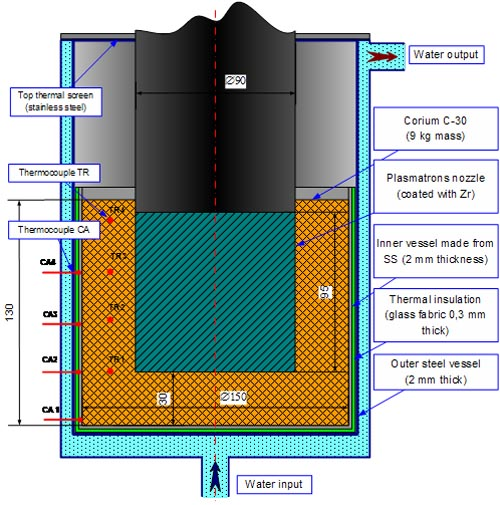 Water output
Ø90
Top thermal screen
(stainless steel)
Corium C-30
(9 kg mass)
Thermocouple TR
Plasmatrons nozzle
(coated with Zr)
TR4
Thermocouple CA
Inner vessel made from
SS (2 mm thickness)
TR3
CA4
95
Thermal insulation
(glass fabric 0,3 mm
thick)
130
CA3
TR2
CA2
TR1
Outer steel vessel
(2 mm thick)
30
Ø150
CA 1
Water input